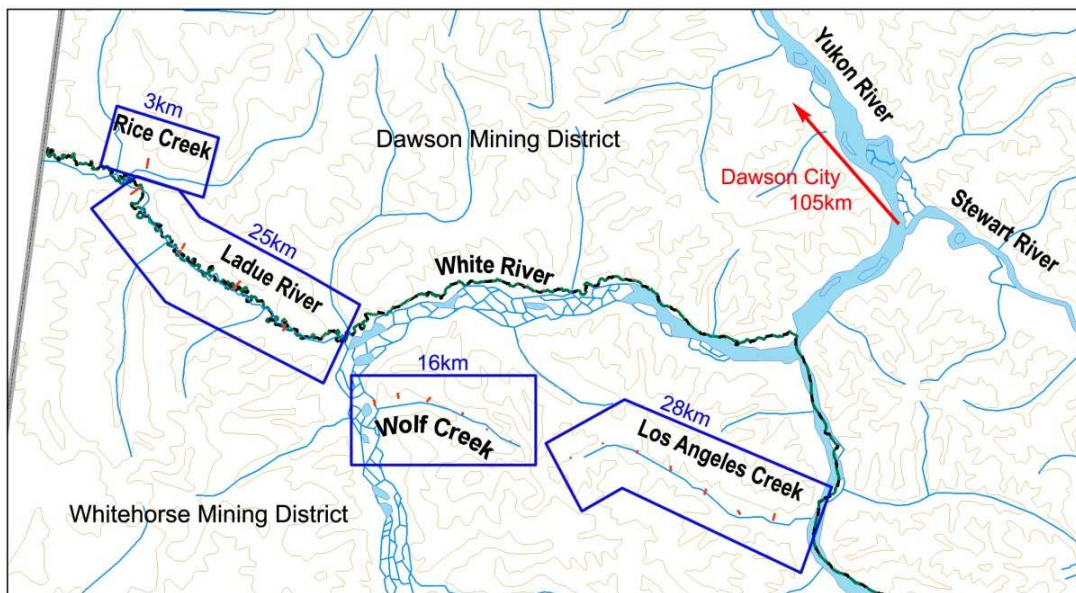 3km
Rice Creek
Dawson Mining District
Yukon River
Dawson City
105km
Stewart River
25km
Ladue River
White River
16km
Wolf Creek
28km
Los Angeles Creek
Whitehorse Mining District